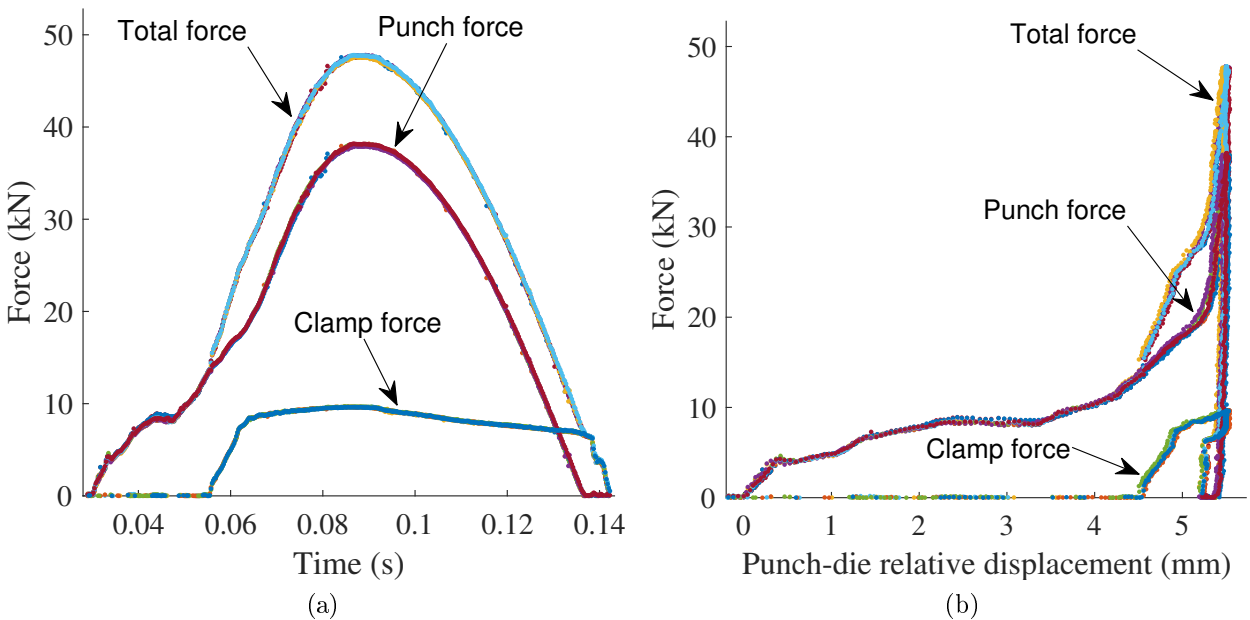 Total force
Punch force
Clamp force
50
40
30
20
10
0
Force (kN)
0.04
0.06
0.08
0.1
0.12
0.14
Time (s)
(a)
Total force
Punch force
Clamp force
50
40
30
20
10
0
Force (kN)
0
1
2
3
4
5
Punch-die relative displacement (mm)
(b)